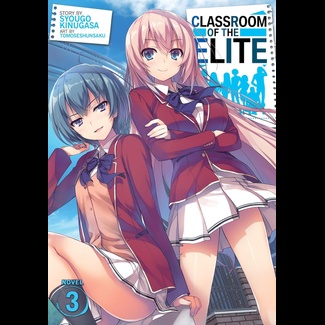 STORY BY
SYOUGO
KINUGASA
ART BY
TOMOSESHUNSAKU
CLASSROOM
OF THE
ELITE
NOVEL
3